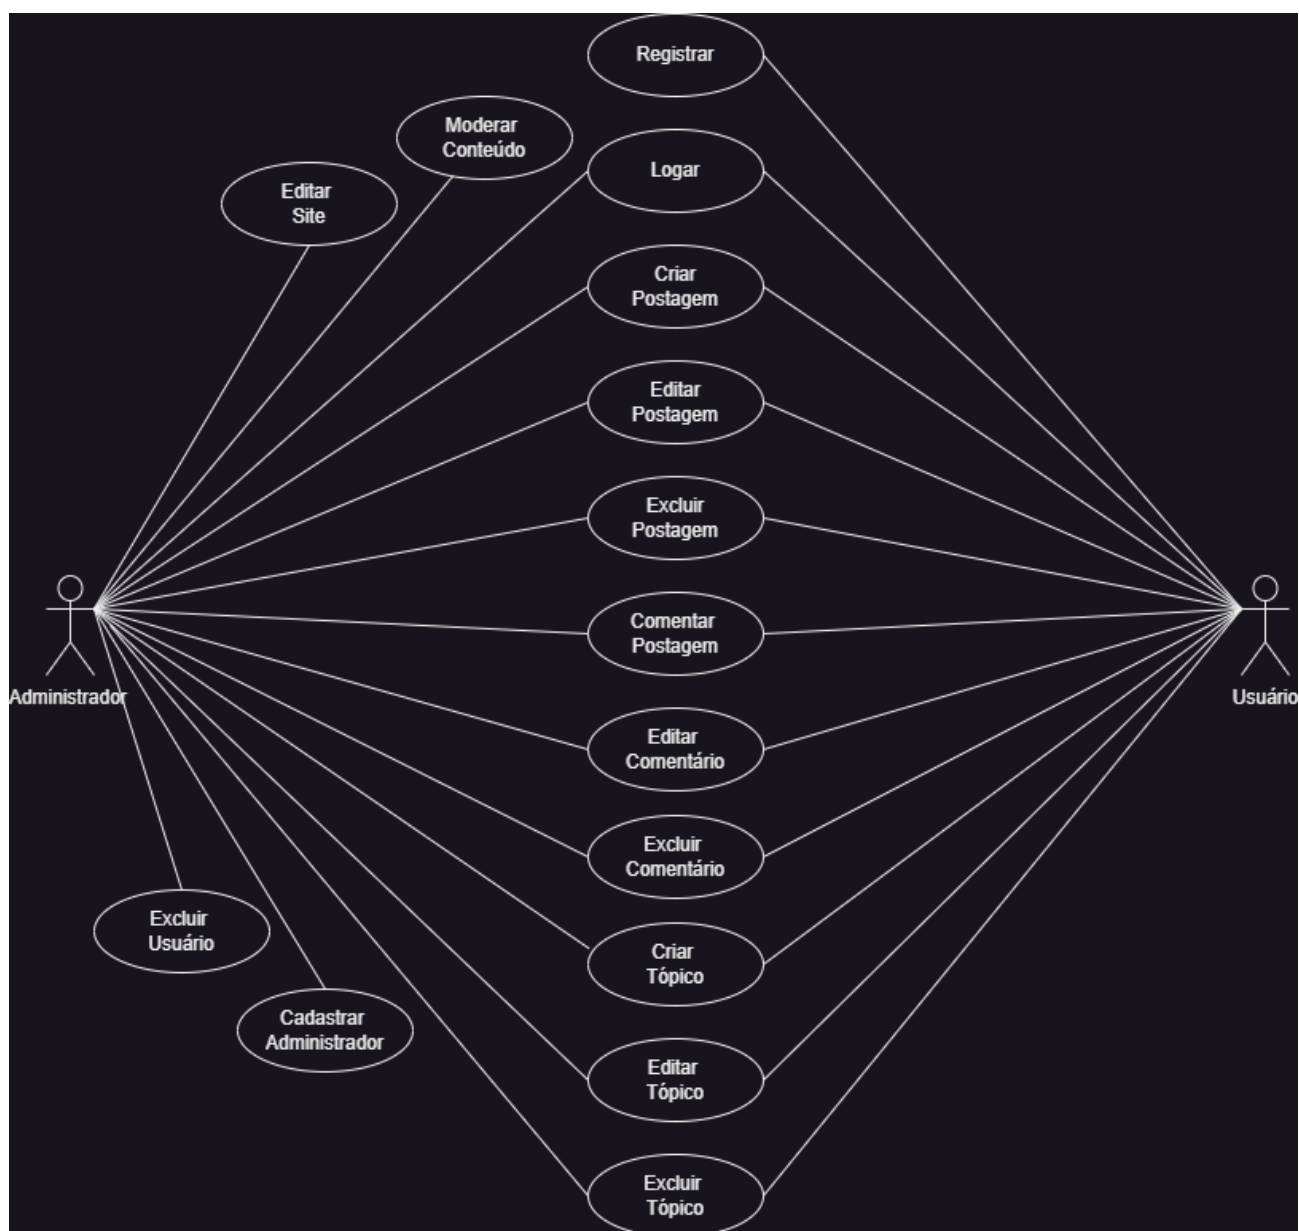 Registrar
Moderar
Conteúdo
Logar
Editar
Site
Criar
Postagem
Editar
Postagem
Excluir
Postagem
Comentar
Postagem
Administrador
Usuário
Editar
Comentário
Excluir
Comentário
Excluir
Usuário
Criar
Tópico
Cadastrar
Administrador
Editar
Tópico
Excluir
Tópico